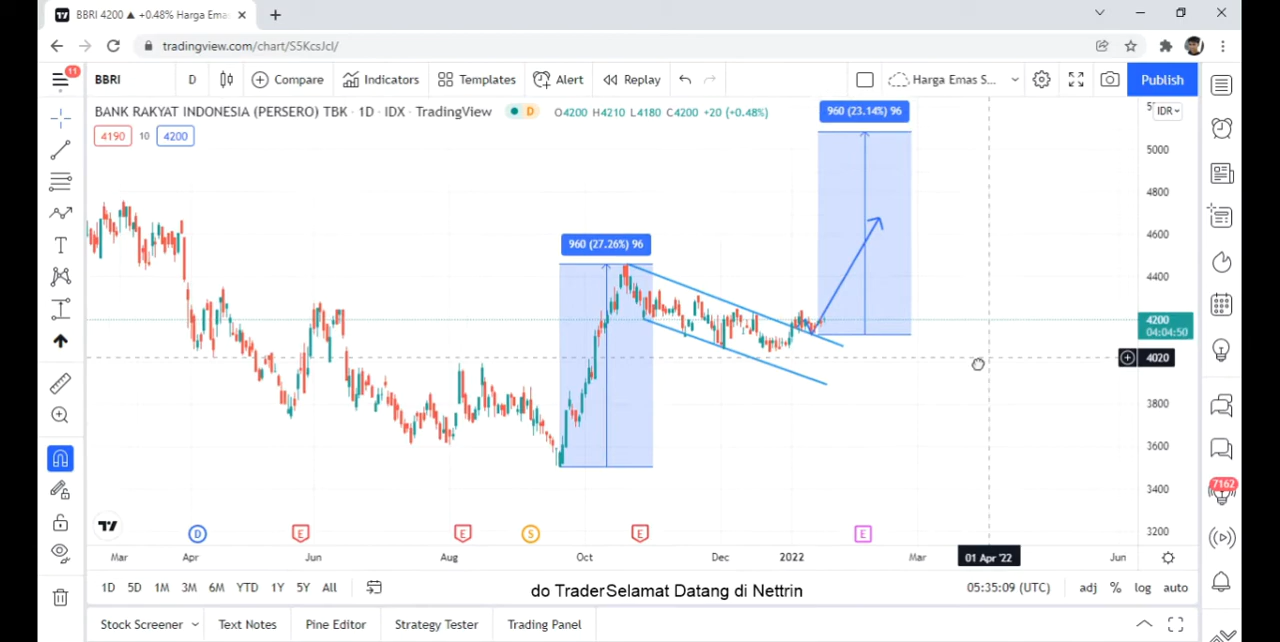 BBRI 4200 ▲ +0.48% Harga Ema
tradingview.com/chart/S5KcsJcl/
11
BBRI D Compare Indicators Templates Alert Replay Harga Emas S... Publish
BANK RAKYAT INDONESIA (PERSERO) TBK · 1D · IDX · TradingView D O4200 H4210 L4180 C4200 +20 (+0.48%)
4190 10 4200
IDR
960 (23.14%) 96
960 (27.26%) 96
5000
4800
4600
4400
4200
04:04:50
4020
3800
3600
3400
3200
7162
D E E S E E
Mar Apr Jun Aug Oct Dec 2022 Mar 01 Apr '22 Jun
1D 5D 1M 3M 6M YTD 1Y 5Y All 05:35:09 (UTC) adj % log auto
do TraderSelamat Datang di Nettrin
Stock Screener Text Notes Pine Editor Strategy Tester Trading Panel